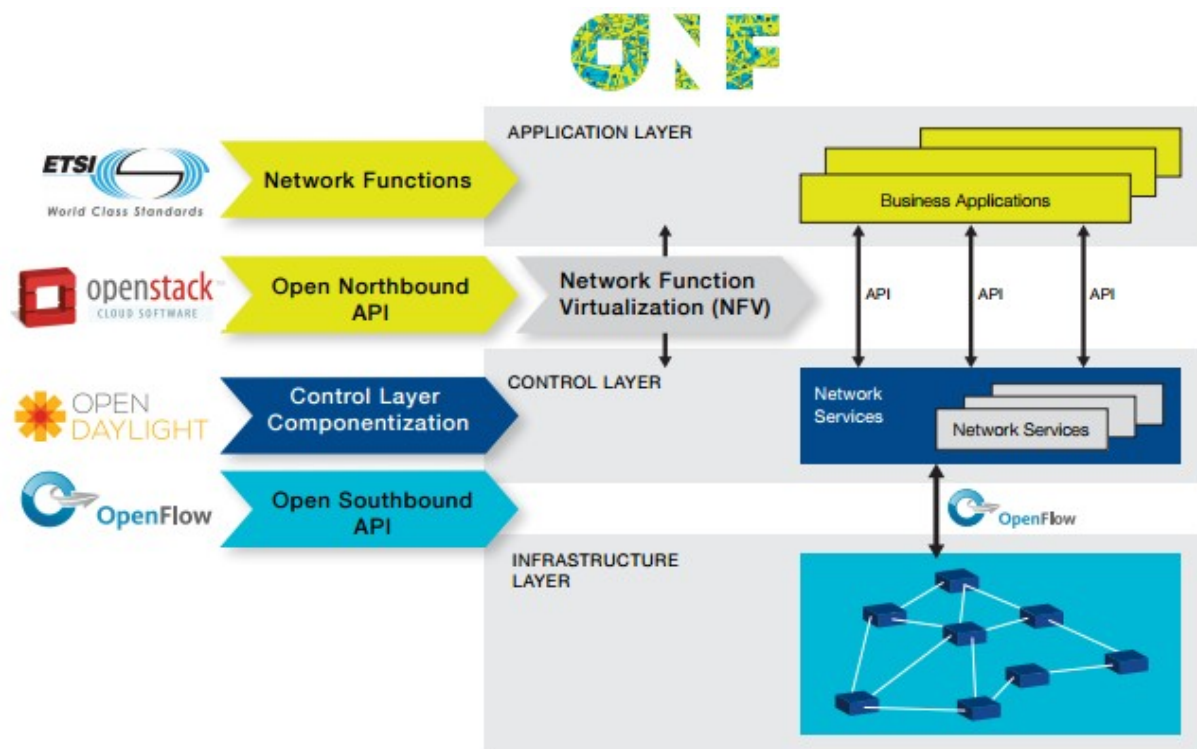 ONF
APPLICATION LAYER
ETSI
World Class Standards
Network Functions
Business Applications
openstack
CLOUD SOFTWARE
Open Northbound
API
Network Function
Virtualization (NFV)
API
API
API
OPEN
DAYLIGHT
Control Layer
Componentization
CONTROL LAYER
Network
Services
Network Services
OpenFlow
Open Southbound
API
OpenFlow
INFRASTRUCTURE
LAYER